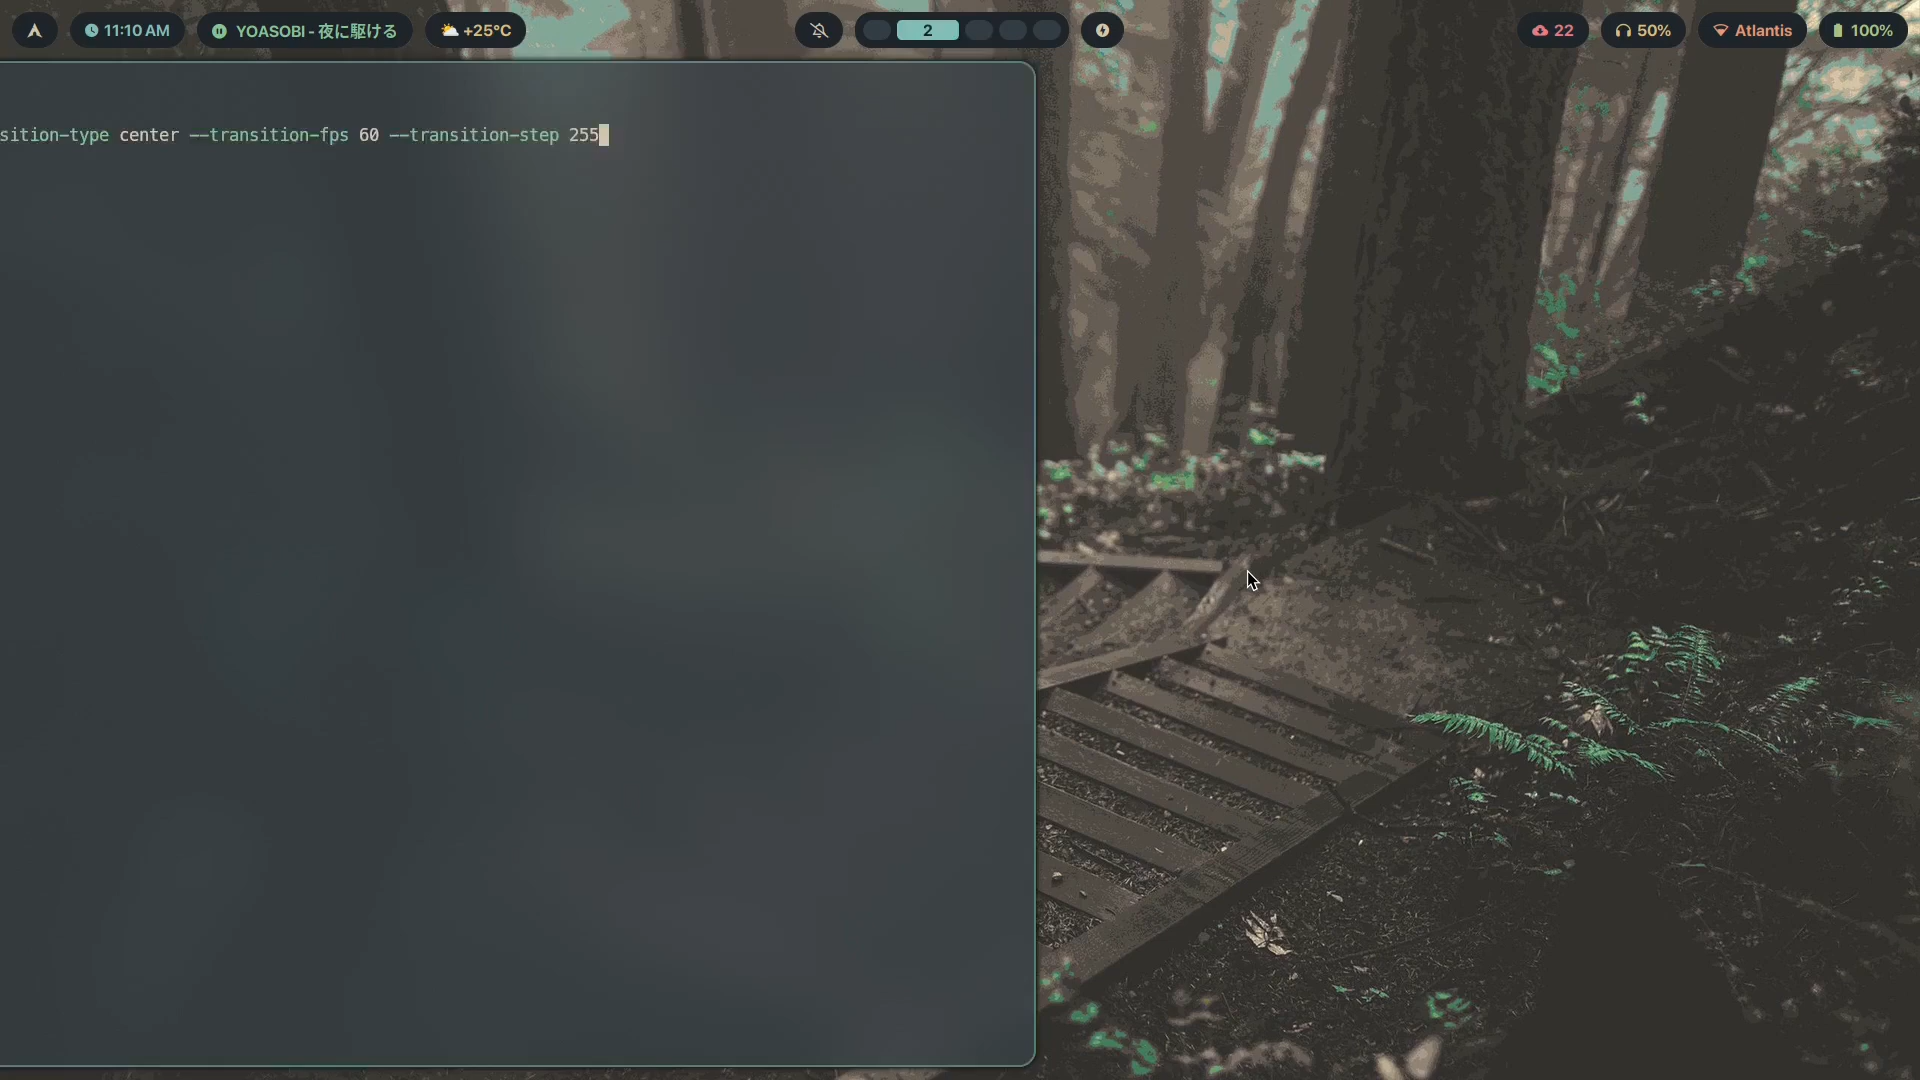 11:10 AM
YOASOBI - 夜に駆ける
+25°C
2
22
50%
Atlantis
100%
sition-type center --transition-fps 60 --transition-step 255